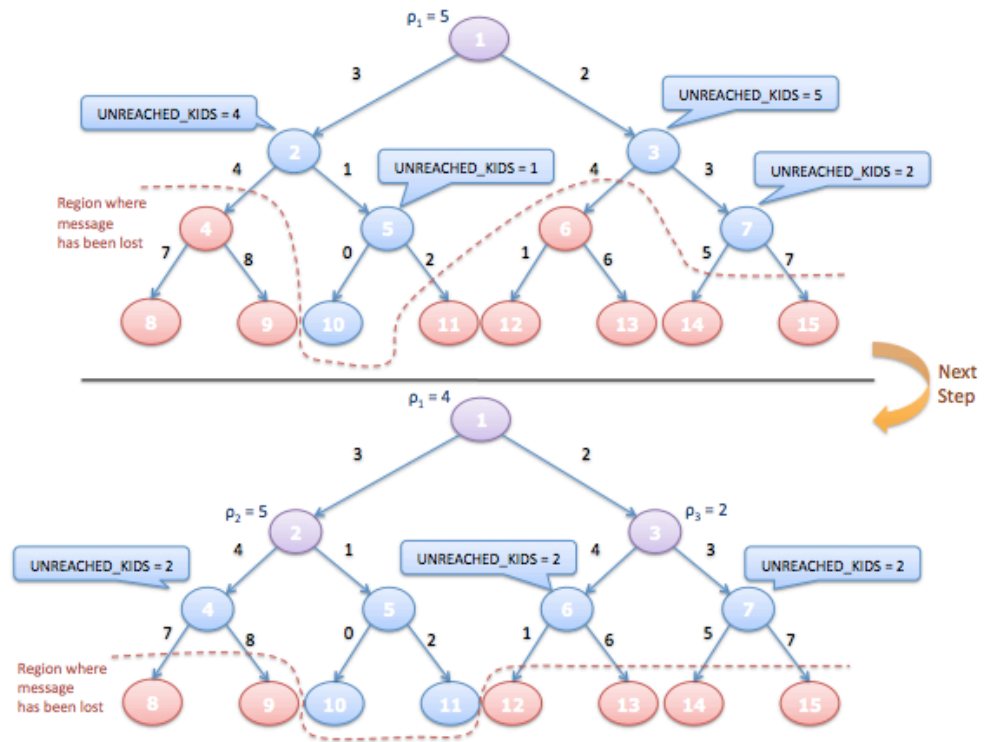 ρ₁ = 5
1
3 2
UNREACHED_KIDS = 4
UNREACHED_KIDS = 5
2 3
UNREACHED_KIDS = 1
UNREACHED_KIDS = 2
4 1 4 3
Region where
message
has been lost
4 5 6 7
7 8 0 2 1 6 5 7
8 9 10 11 12 13 14 15
Next
Step
ρ₁ = 4
1
3 2
ρ₂ = 5
ρ₃ = 2
2 3
4 1 4 3
UNREACHED_KIDS = 2
UNREACHED_KIDS = 2
UNREACHED_KIDS = 2
4 5 6 7
7 8 0 2 1 6 5 7
Region where
message
has been lost
8 9 10 11 12 13 14 15